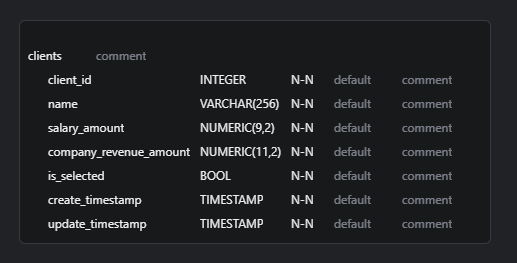 clients comment
client_id INTEGER N-N default comment
name VARCHAR(256) N-N default comment
salary_amount NUMERIC(9,2) N-N default comment
company_revenue_amount NUMERIC(11,2) N-N default comment
is_selected BOOL N-N default comment
create_timestamp TIMESTAMP N-N default comment
update_timestamp TIMESTAMP N-N default comment